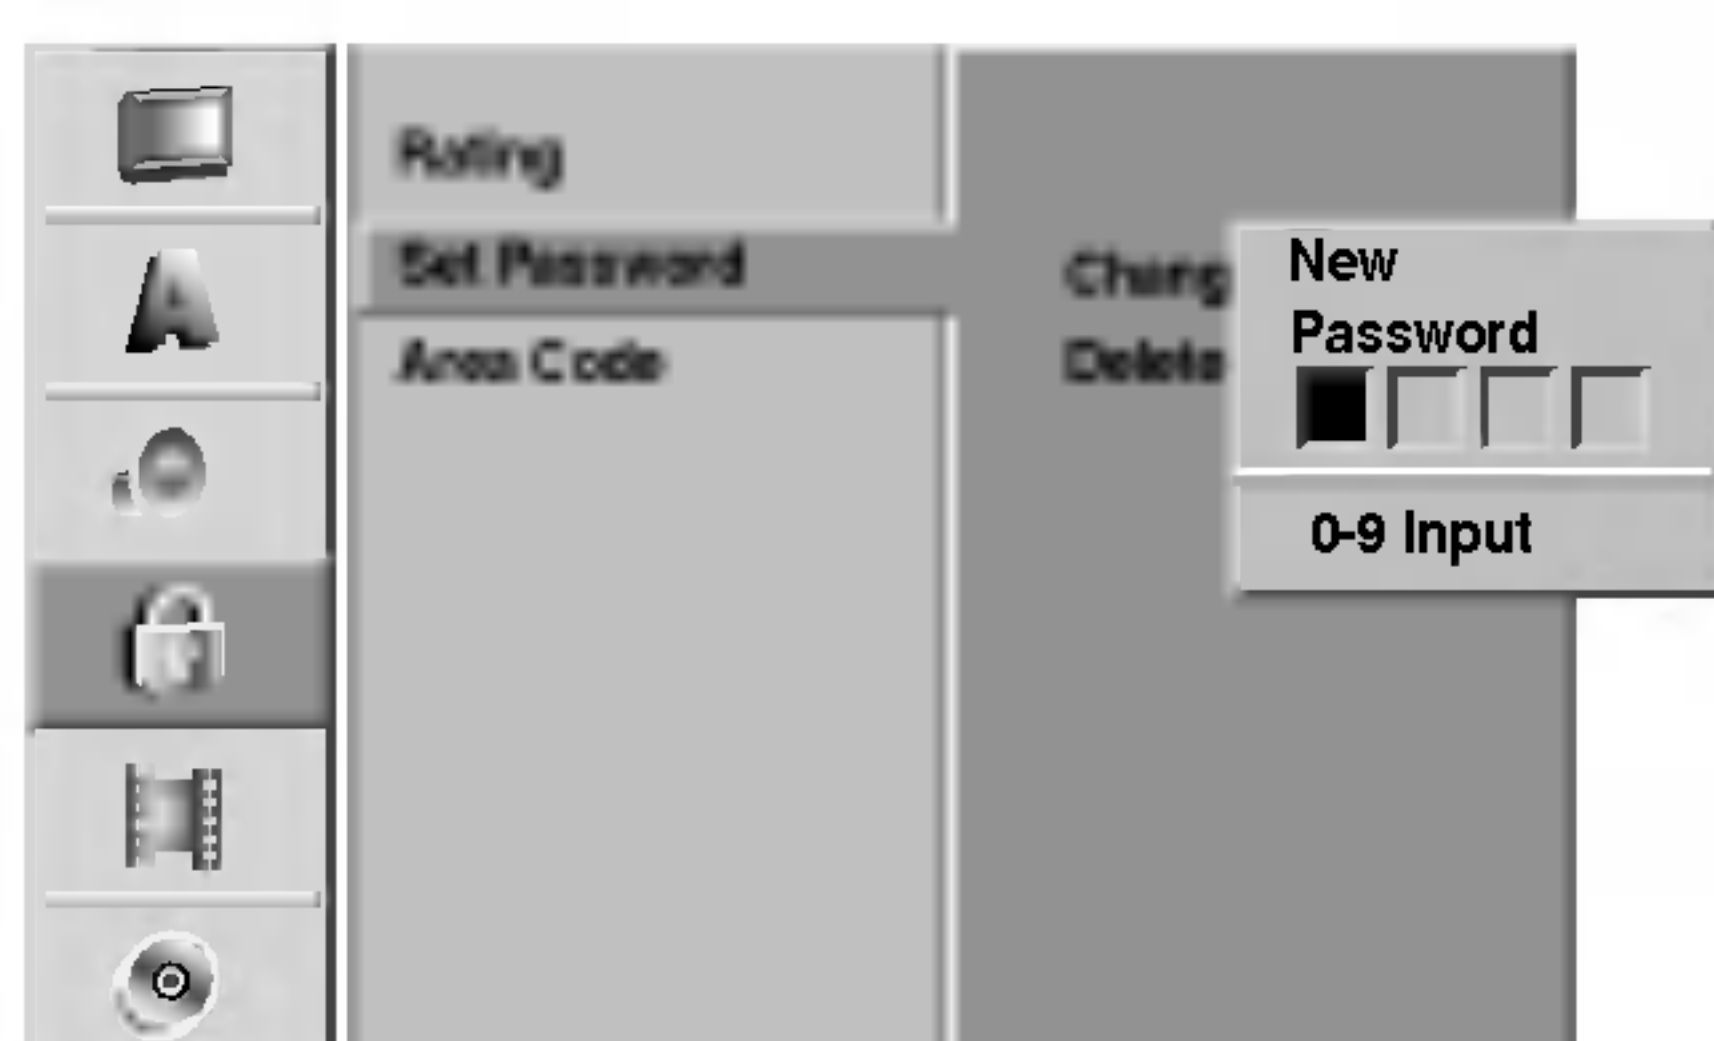 Rating
Set Password
Area Code
Chang
Delete
New
Password
0-9 Input